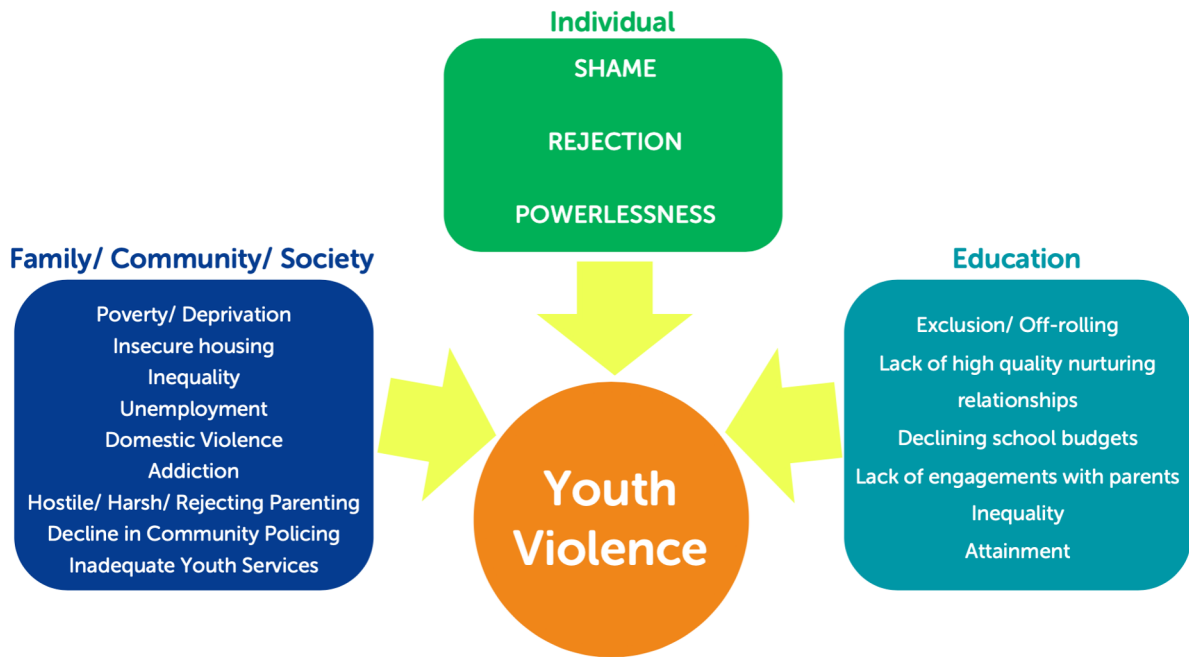 Individual
SHAME
REJECTION
POWERLESSNESS
Family/ Community/ Society
Poverty/ Deprivation
Insecure housing
Inequality
Unemployment
Domestic Violence
Addiction
Hostile/ Harsh/ Rejecting Parenting
Decline in Community Policing
Inadequate Youth Services
Education
Exclusion/ Off-rolling
Lack of high quality nurturing
relationships
Declining school budgets
Lack of engagements with parents
Inequality
Attainment
Youth
Violence